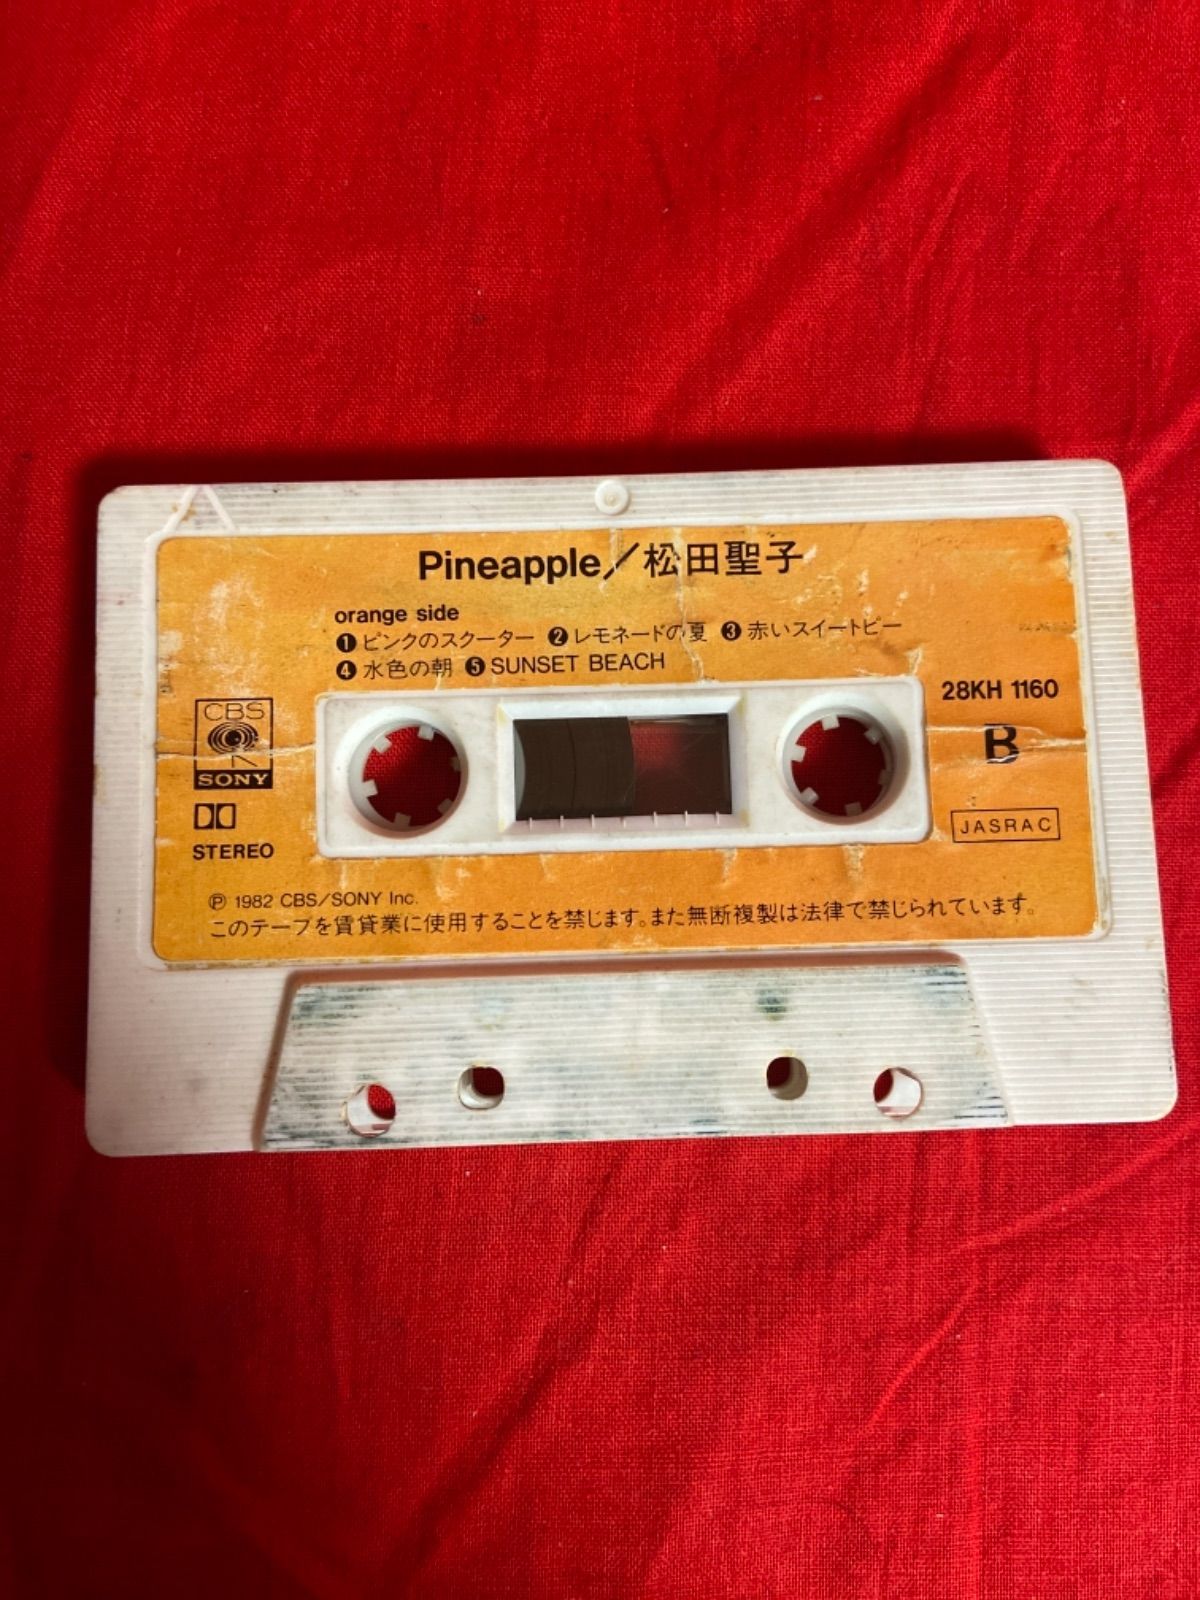 Pineapple／松田聖子
orange side
❶ピンクのスクーター ❷レモネードの夏 ❸赤いスイートピー
❹水色の朝 ❺SUNSET BEACH
28KH 1160
CBS
SONY
B
STEREO
JASRAC
Ⓟ 1982 CBS/SONY Inc.
このテープを賃貸業に使用することを禁じます。また無断複製は法律で禁じられています。